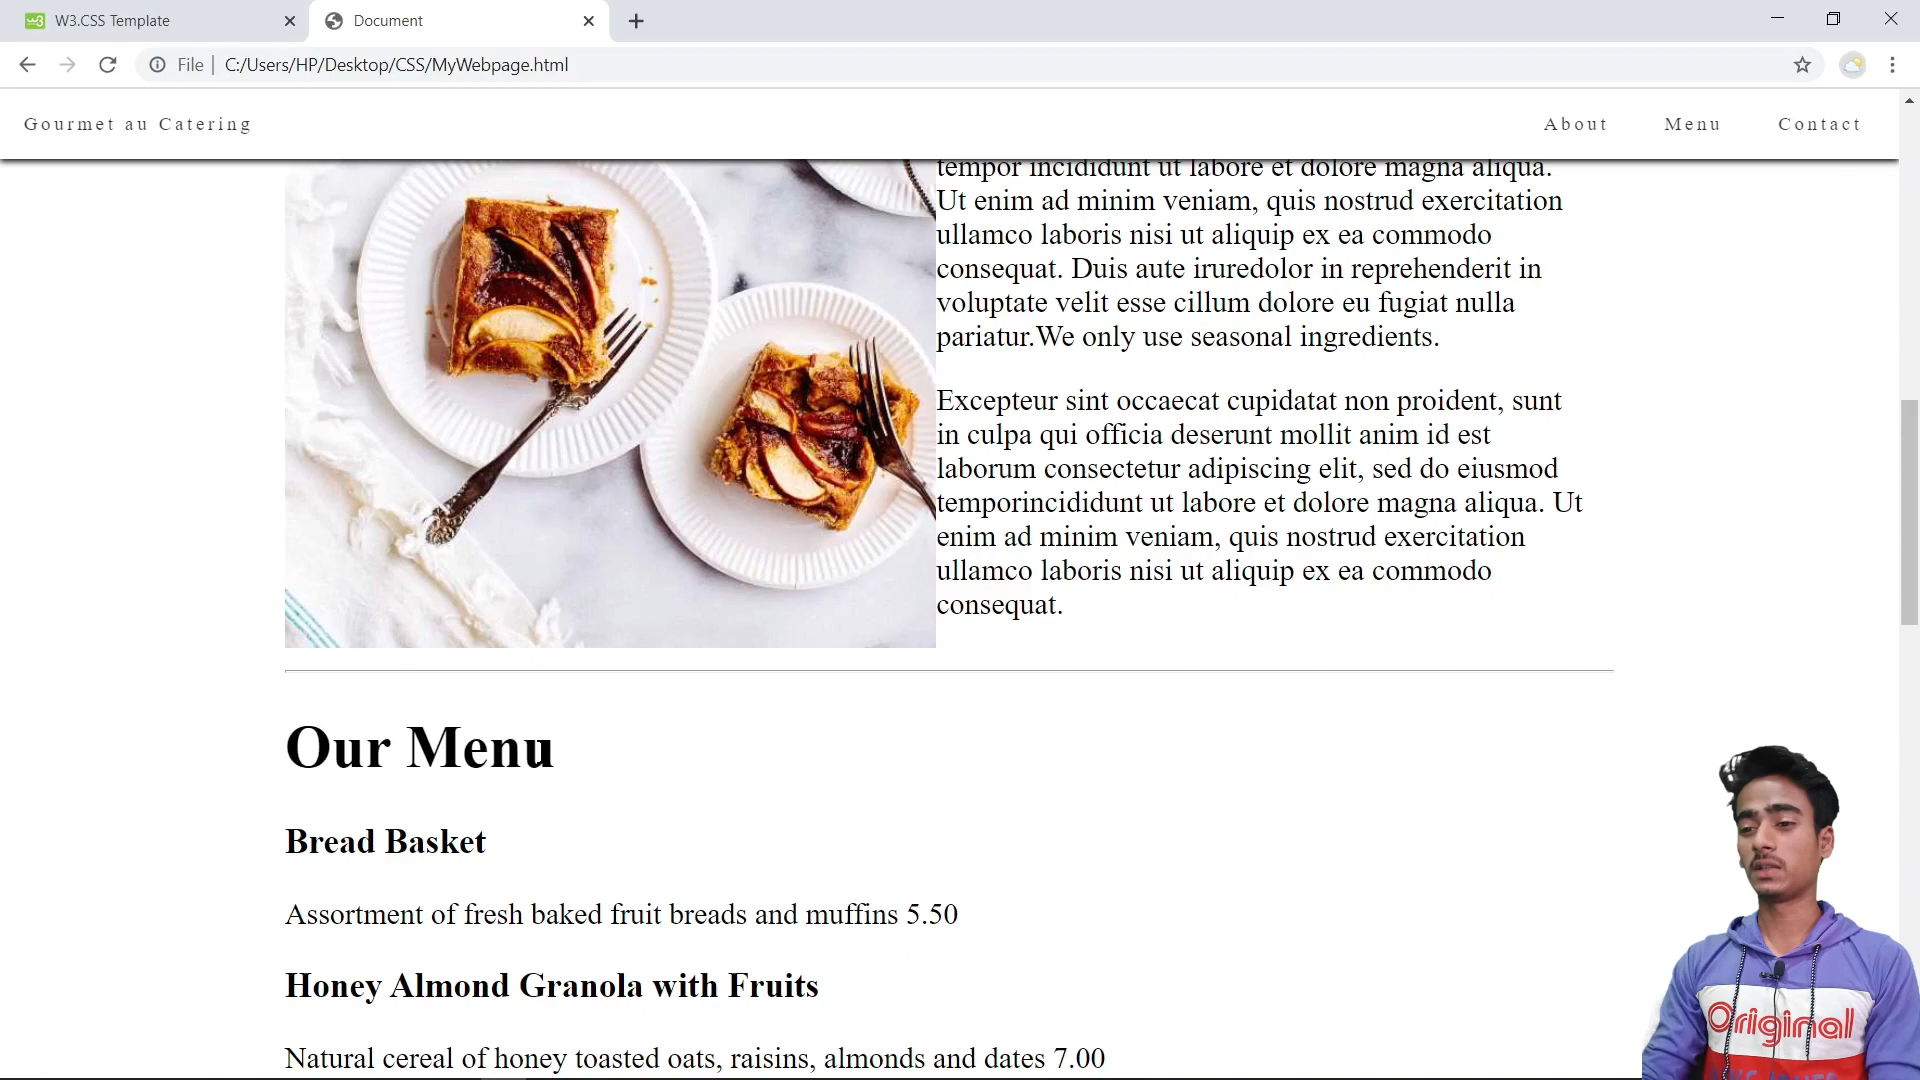 W3.CSS Template
Document
File
C:/Users/HP/Desktop/CSS/MyWebpage.html
Gourmet au Catering
About
Menu
Contact
tempor incididunt ut labore et dolore magna aliqua.
Ut enim ad minim veniam, quis nostrud exercitation
ullamco laboris nisi ut aliquip ex ea commodo
consequat. Duis aute iruredolor in reprehenderit in
voluptate velit esse cillum dolore eu fugiat nulla
pariatur.We only use seasonal ingredients.
Excepteur sint occaecat cupidatat non proident, sunt
in culpa qui officia deserunt mollit anim id est
laborum consectetur adipiscing elit, sed do eiusmod
temporincididunt ut labore et dolore magna aliqua. Ut
enim ad minim veniam, quis nostrud exercitation
ullamco laboris nisi ut aliquip ex ea commodo
consequat.
Our Menu
Bread Basket
Assortment of fresh baked fruit breads and muffins 5.50
Honey Almond Granola with Fruits
Natural cereal of honey toasted oats, raisins, almonds and dates 7.00
Original